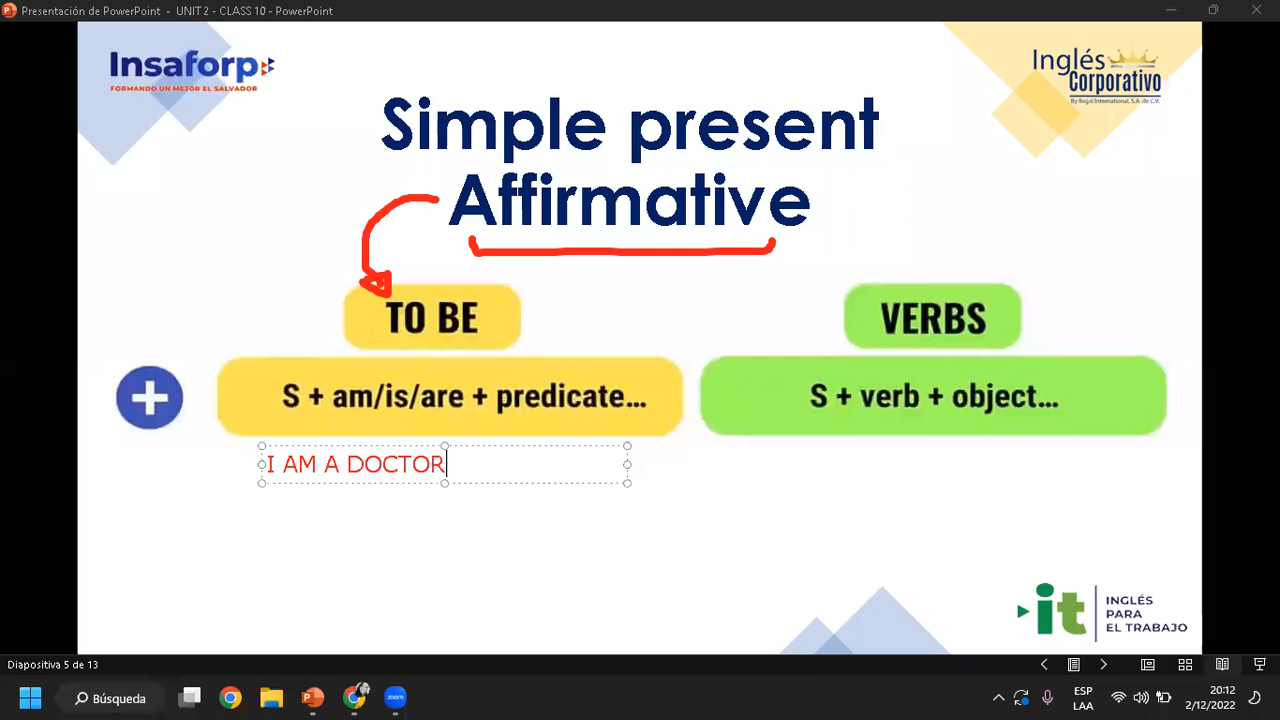 Presentación de PowerPoint - UNIT 2 - CLASS 10 - PowerPoint
Insaforp
FORMANDO UN MEJOR EL SALVADOR
Inglés
Corporativo
By Regal International, S.A. de C.V.
Simple present
Affirmative
TO BE
VERBS
S + am/is/are + predicate...
S + verb + object...
I AM A DOCTOR
it
INGLÉS
PARA
EL TRABAJO
Diapositiva 5 de 13
Búsqueda
zoom
ESP
LAA
20:12
2/12/2022